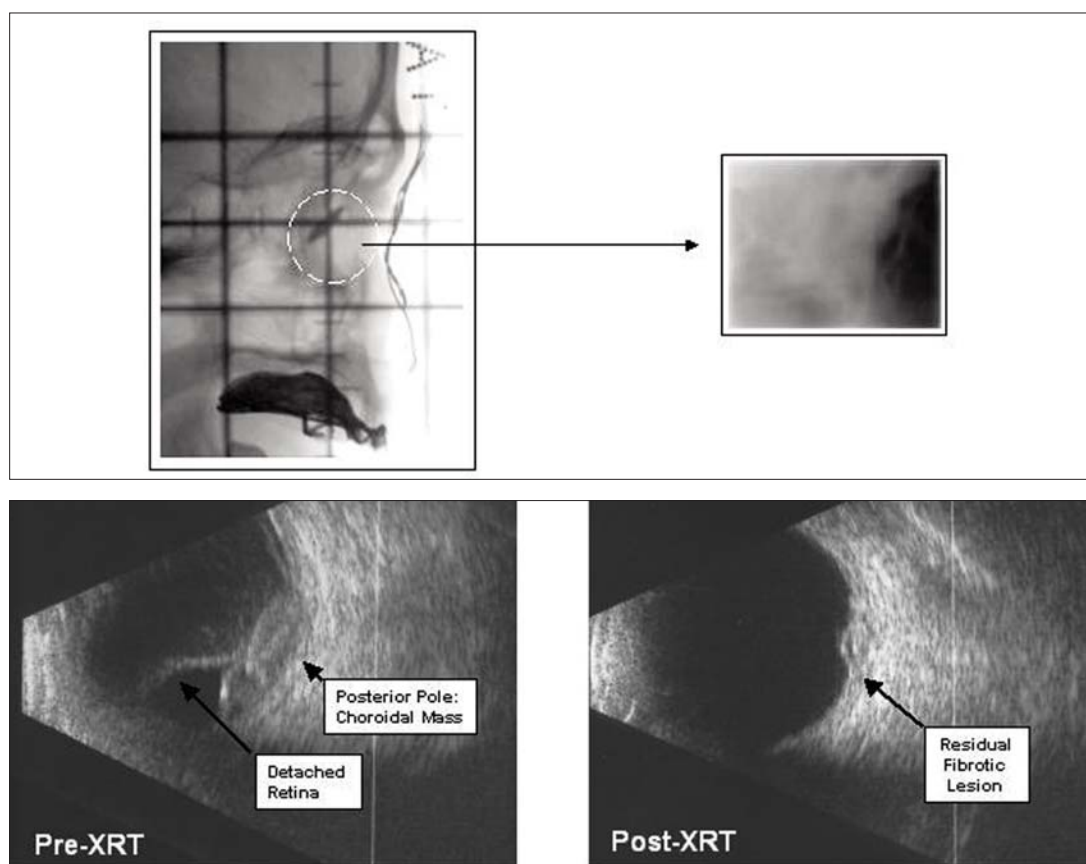 A
Posterior Pole:
Choroidal Mass
Detached
Retina
Pre-XRT
Residual
Fibrotic
Lesion
Post-XRT